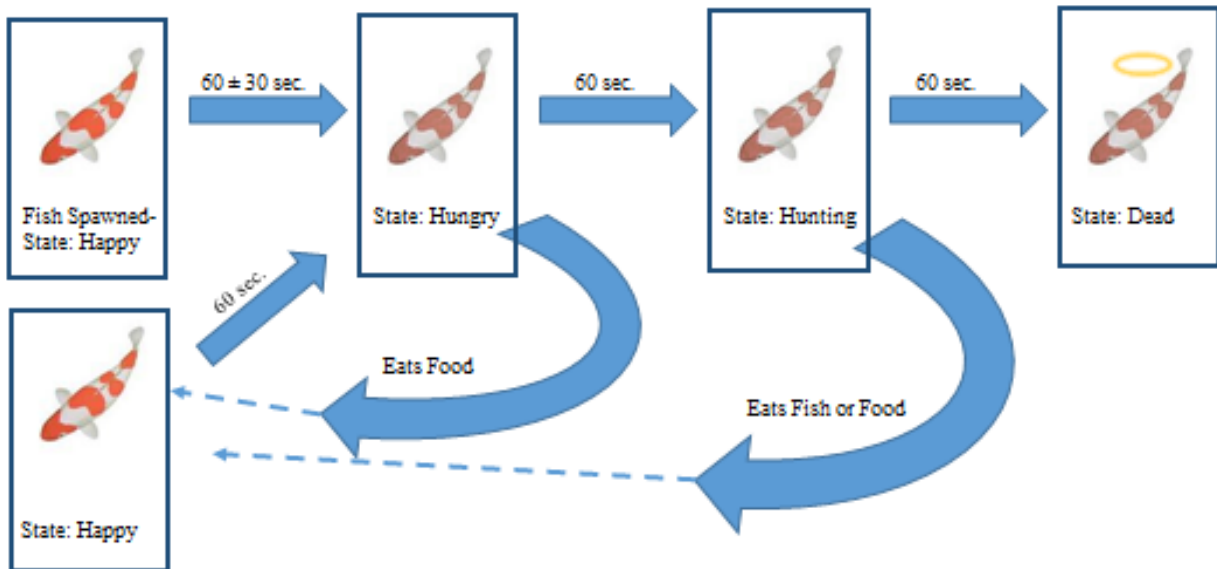 60 ± 30 sec.
60 sec.
60 sec.
Fish Spawned-
State: Happy
State: Hungry
State: Hunting
State: Dead
60 sec.
Eats Food
Eats Fish or Food
State: Happy